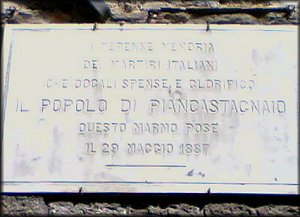 A PERENNE MEMORIA
DE MARTIRI ITALIANI
CHE DOGALI SPENSE E GLORIFICÒ
IL POPOLO DI PIANCASTAGNAIO
QUESTO MARMO POSE
IL 29 MAGGIO 1887